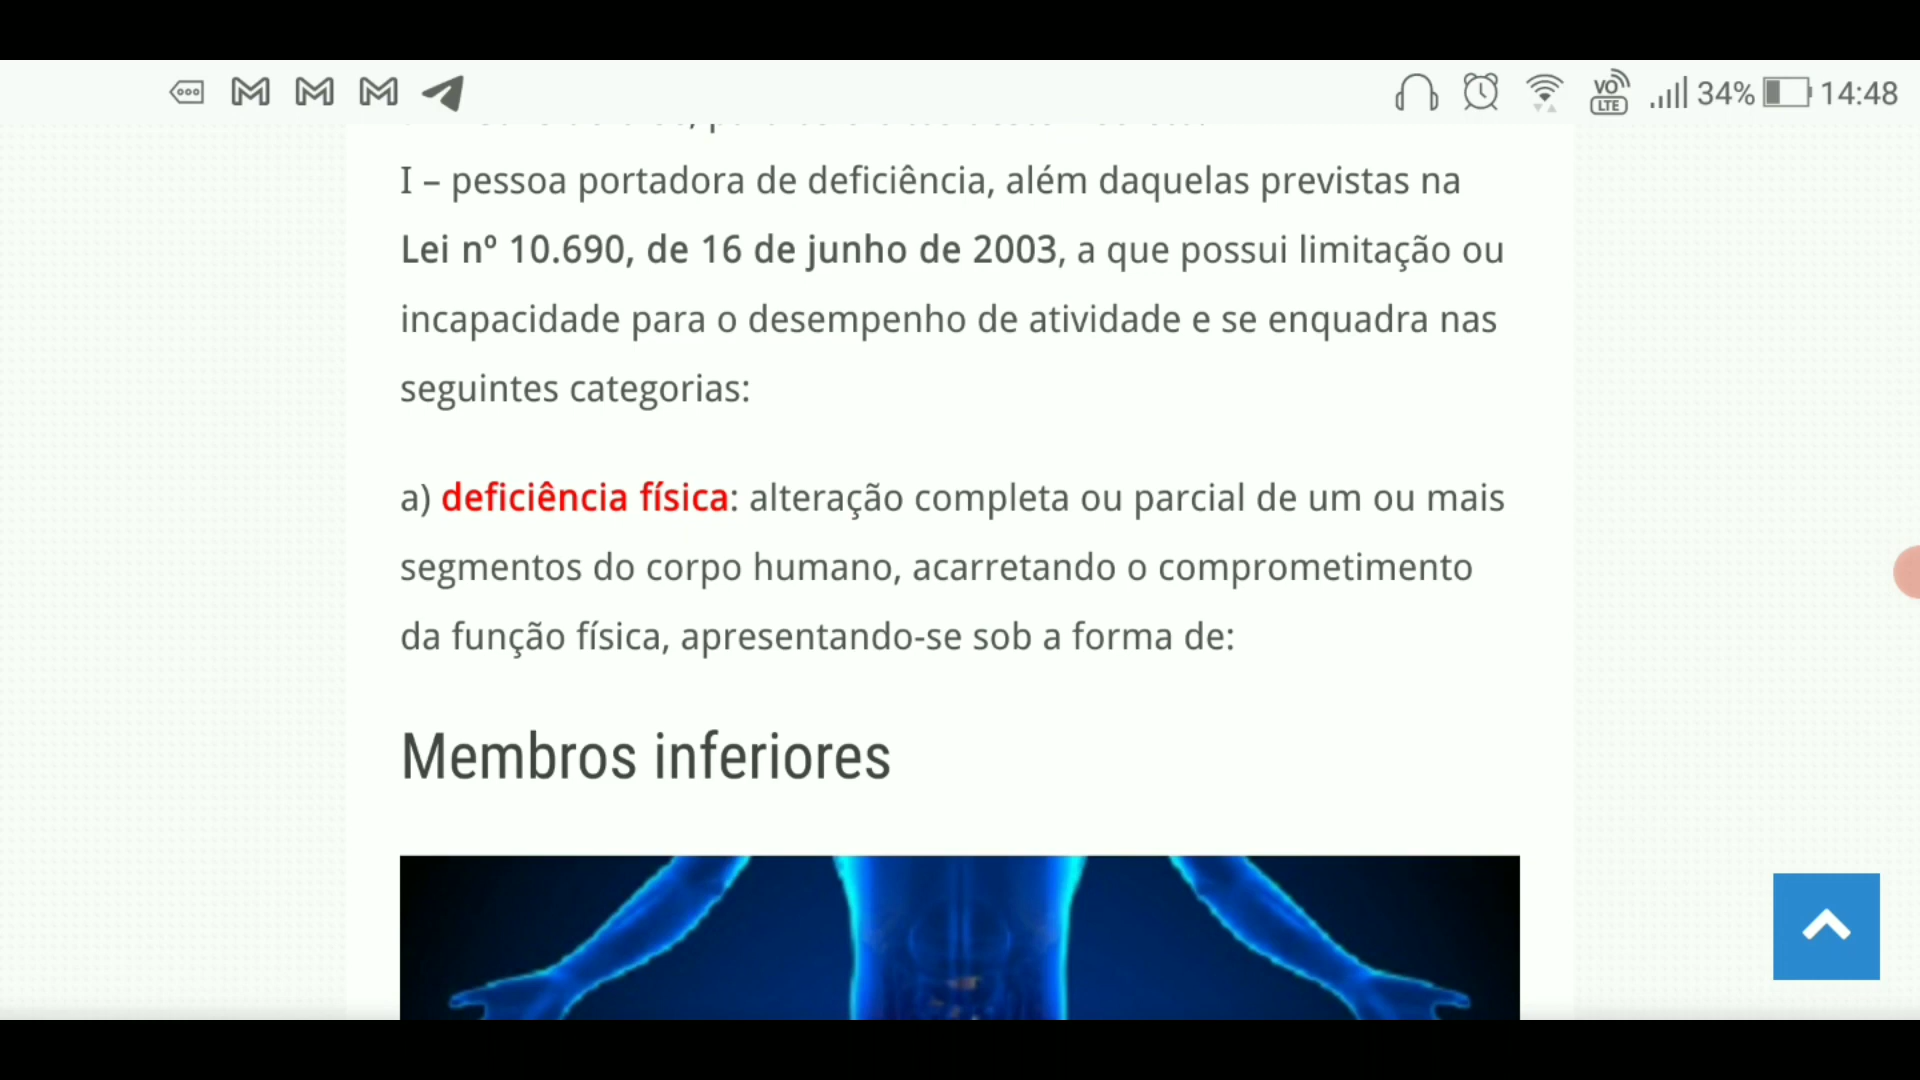 34% 14:48
VO
LTE
I – pessoa portadora de deficiência, além daquelas previstas na
Lei nº 10.690, de 16 de junho de 2003, a que possui limitação ou
incapacidade para o desempenho de atividade e se enquadra nas
seguintes categorias:
a) deficiência física: alteração completa ou parcial de um ou mais
segmentos do corpo humano, acarretando o comprometimento
da função física, apresentando-se sob a forma de:
Membros inferiores